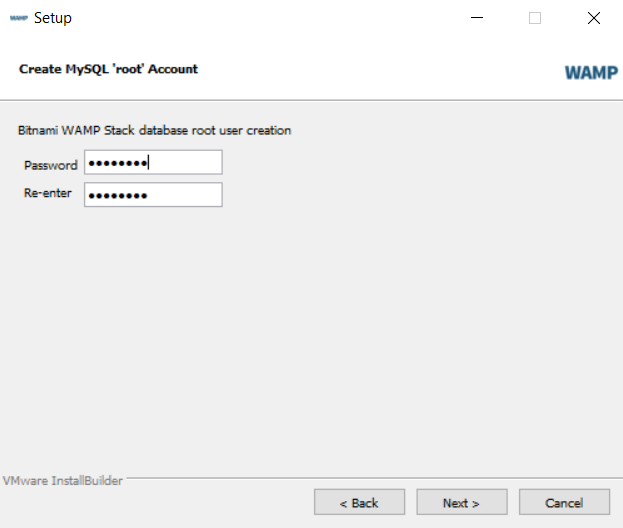 WAMP Setup
Create MySQL 'root' Account
WAMP
Bitnami WAMP Stack database root user creation
Password ••••••••
Re-enter ••••••••
VMware InstallBuilder
< Back Next > Cancel